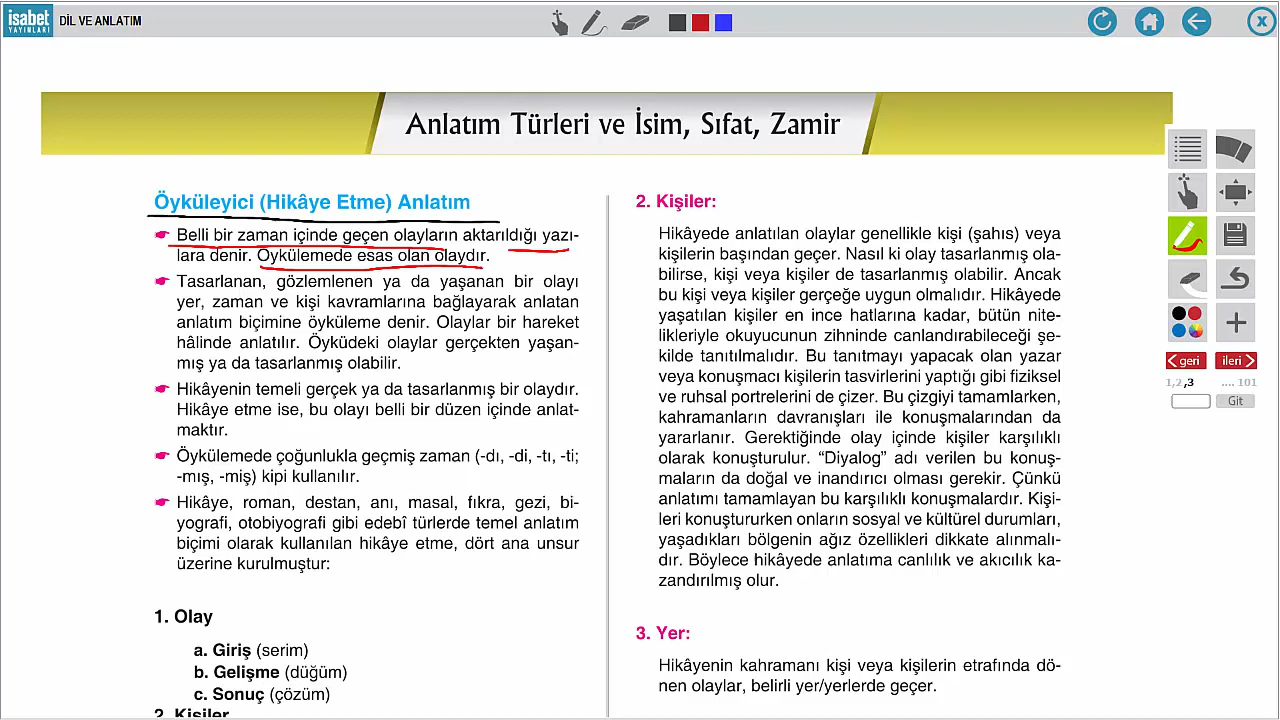 isabet
YAYINLARI
DİL VE ANLATIM
Anlatım Türleri ve İsim, Sıfat, Zamir
Öyküleyici (Hikâye Etme) Anlatım
Belli bir zaman içinde geçen olayların aktarıldığı yazı-
lara denir. Öykülemede esas olan olaydır.
Tasarlanan, gözlemlenen ya da yaşanan bir olayı
yer, zaman ve kişi kavramlarına bağlayarak anlatan
anlatım biçimine öyküleme denir. Olaylar bir hareket
hâlinde anlatılır. Öyküdeki olaylar gerçekten yaşan-
mış ya da tasarlanmış olabilir.
Hikâyenin temeli gerçek ya da tasarlanmış bir olaydır.
Hikâye etme ise, bu olayı belli bir düzen içinde anlat-
maktır.
Öykülemede çoğunlukla geçmiş zaman (-dı, -di, -tı, -ti;
-mış, -miş) kipi kullanılır.
Hikâye, roman, destan, anı, masal, fıkra, gezi, bi-
yografi, otobiyografi gibi edebî türlerde temel anlatım
biçimi olarak kullanılan hikâye etme, dört ana unsur
üzerine kurulmuştur:
1. Olay
a. Giriş (serim)
b. Gelişme (düğüm)
c. Sonuç (çözüm)
2. Kişiler
2. Kişiler:
Hikâyede anlatılan olaylar genellikle kişi (şahıs) veya
kişilerin başından geçer. Nasıl ki olay tasarlanmış ola-
bilirse, kişi veya kişiler de tasarlanmış olabilir. Ancak
bu kişi veya kişiler gerçeğe uygun olmalıdır. Hikâyede
yaşatılan kişiler en ince hatlarına kadar, bütün nite-
likleriyle okuyucunun zihninde canlandırabileceği şe-
kilde tanıtılmalıdır. Bu tanıtmayı yapacak olan yazar
veya konuşmacı kişilerin tasvirlerini yaptığı gibi fiziksel
ve ruhsal portrelerini de çizer. Bu çizgiyi tamamlarken,
kahramanların davranışları ile konuşmalarından da
yararlanır. Gerektiğinde olay içinde kişiler karşılıklı
olarak konuşturulur. “Diyalog” adı verilen bu konuş-
maların da doğal ve inandırıcı olması gerekir. Çünkü
anlatımı tamamlayan bu karşılıklı konuşmalardır. Kişi-
leri konuştururken onların sosyal ve kültürel durumları,
yaşadıkları bölgenin ağız özellikleri dikkate alınmalı-
dır. Böylece hikâyede anlatıma canlılık ve akıcılık ka-
zandırılmış olur.
3. Yer:
Hikâyenin kahramanı kişi veya kişilerin etrafında dö-
nen olaylar, belirli yer/yerlerde geçer.
geri
ileri
1,2,3
.... 101
Git